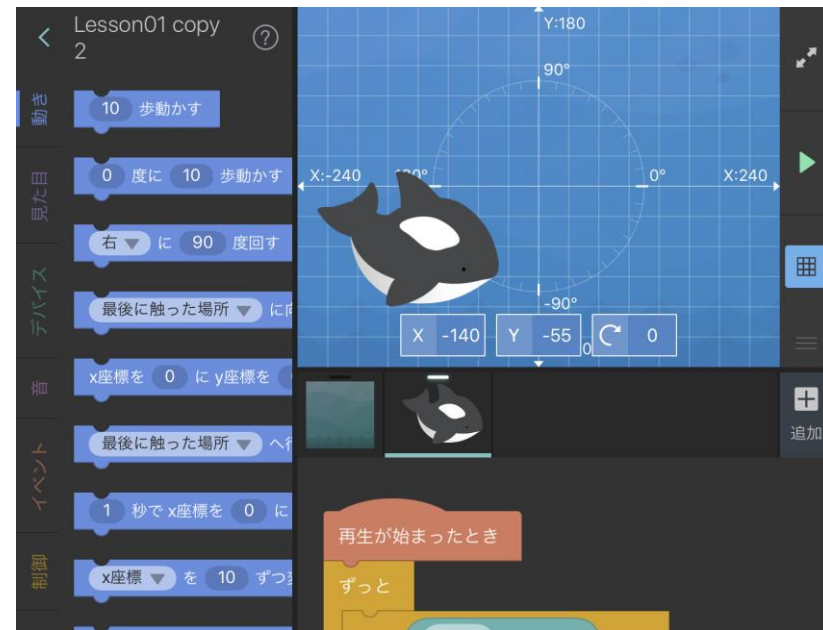 Lesson01 copy
2
?
動き
見た目
デバイス
音
イベント
制御
10 歩動かす
0 度に 10 歩動かす
右 に 90 度回す
最後に触った場所 に
x座標を 0 に y座標を
最後に触った場所 へ
1 秒で x座標を 0 に
x座標 を 10 ずつ
Y:180
90°
X:-240
0°
X:240
-90°
X -140
Y -55
0
追加
再生が始まったとき
ずっと